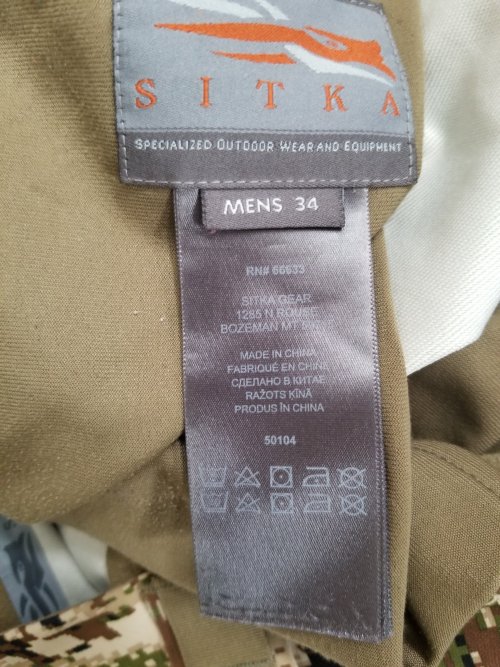 SITKA
SPECIALIZED OUTDOOR WEAR AND EQUIPMENT
MENS 34
RN# 66633
SITKA GEAR
1285 N ROUSE
BOZEMAN MT
MADE IN CHINA
FABRIQUÉ EN CHINE
СДЕЛАНО В КИТАЕ
RAŽOTS ĶĪNĀ
PRODUS ÎN CHINA
50104